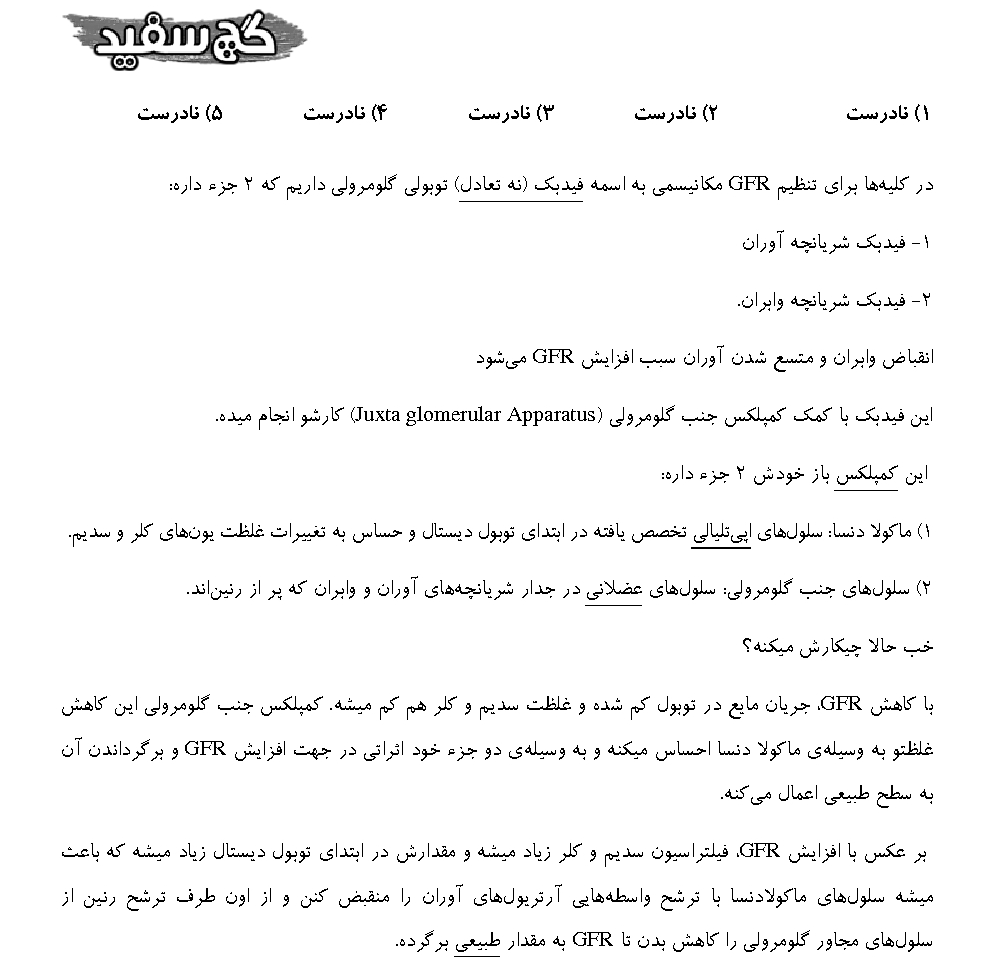 گچ سفید
۱) نادرست ۲) نادرست ۳) نادرست ۴) نادرست ۵) نادرست
در کلیه‌ها برای تنظیم GFR مکانیسمی به اسمه فیدبک (نه تعادل) توبولی گلومرولی داریم که ۲ جزء داره:
۱- فیدبک شریانچه آوران
۲- فیدبک شریانچه وابران.
انقباض وابران و متسع شدن آوران سبب افزایش GFR می‌شود
این فیدبک با کمک کمپلکس جنب گلومرولی (Juxta glomerular Apparatus) کارشو انجام میده.
این کمپلکس باز خودش ۲ جزء داره:
۱) ماکولا دنسا: سلول‌های اپی‌تلیالی تخصص یافته در ابتدای توبول دیستال و حساس به تغییرات غلظت یون‌های کلر و سدیم.
۲) سلول‌های جنب گلومرولی: سلول‌های عضلانی در جدار شریانچه‌های آوران و وابران که پر از رنین‌اند.
خب حالا چیکارش میکنه؟
با کاهش GFR، جریان مایع در توبول کم شده و غلظت سدیم و کلر هم کم میشه. کمپلکس جنب گلومرولی این کاهش
غلظتو به وسیله‌ی ماکولا دنسا احساس میکنه و به وسیله‌ی دو جزء خود اثراتی در جهت افزایش GFR و برگرداندن آن
به سطح طبیعی اعمال می‌کنه.
بر عکس با افزایش GFR، فیلتراسیون سدیم و کلر زیاد میشه و مقدارش در ابتدای توبول دیستال زیاد میشه که باعث
میشه سلول‌های ماکولادنسا با ترشح واسطه‌هایی آرتریول‌های آوران را منقبض کنن و از اون طرف ترشح رنین از
سلول‌های مجاور گلومرولی را کاهش بدن تا GFR به مقدار طبیعی برگرده.